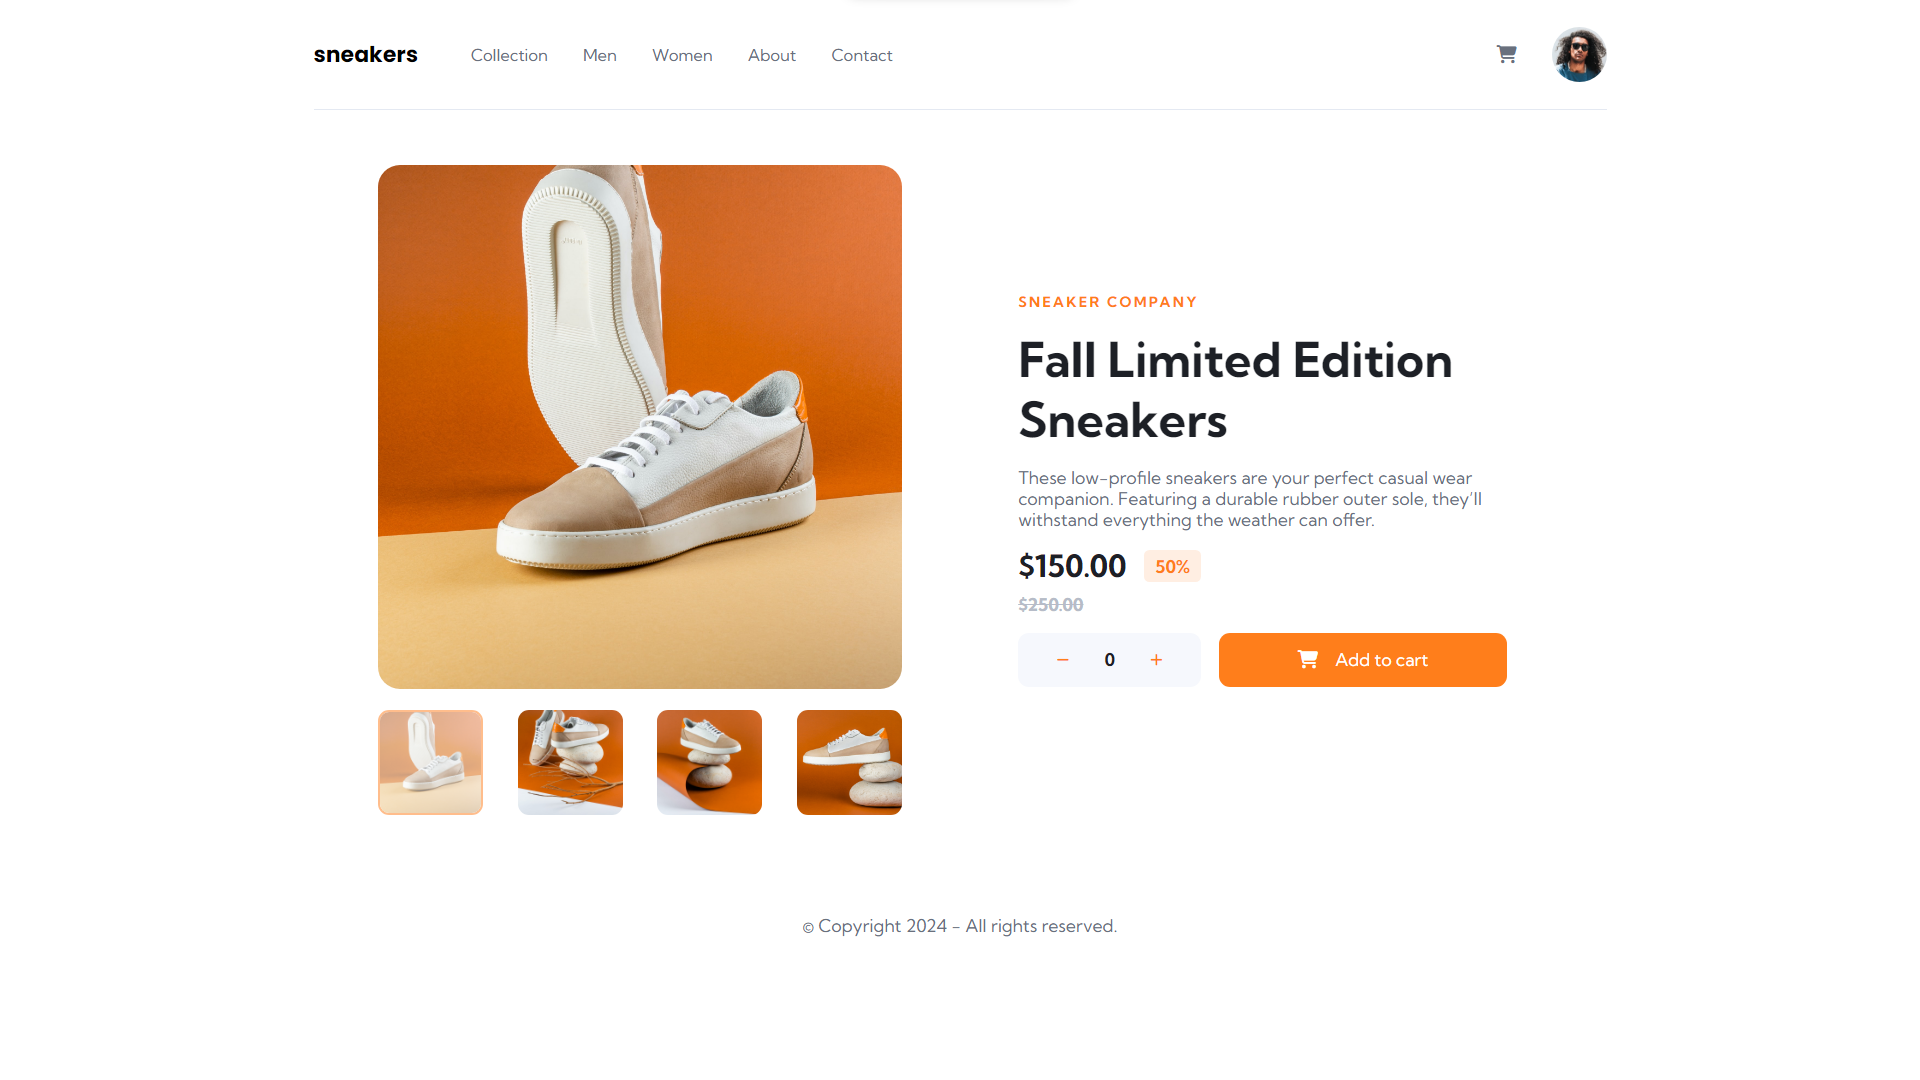 sneakers
Collection
Men
Women
About
Contact
SNEAKER COMPANY
Fall Limited Edition
Sneakers
These low-profile sneakers are your perfect casual wear
companion. Featuring a durable rubber outer sole, they’ll
withstand everything the weather can offer.
$150.00
50%
$250.00
− 0 +
Add to cart
© Copyright 2024 - All rights reserved.